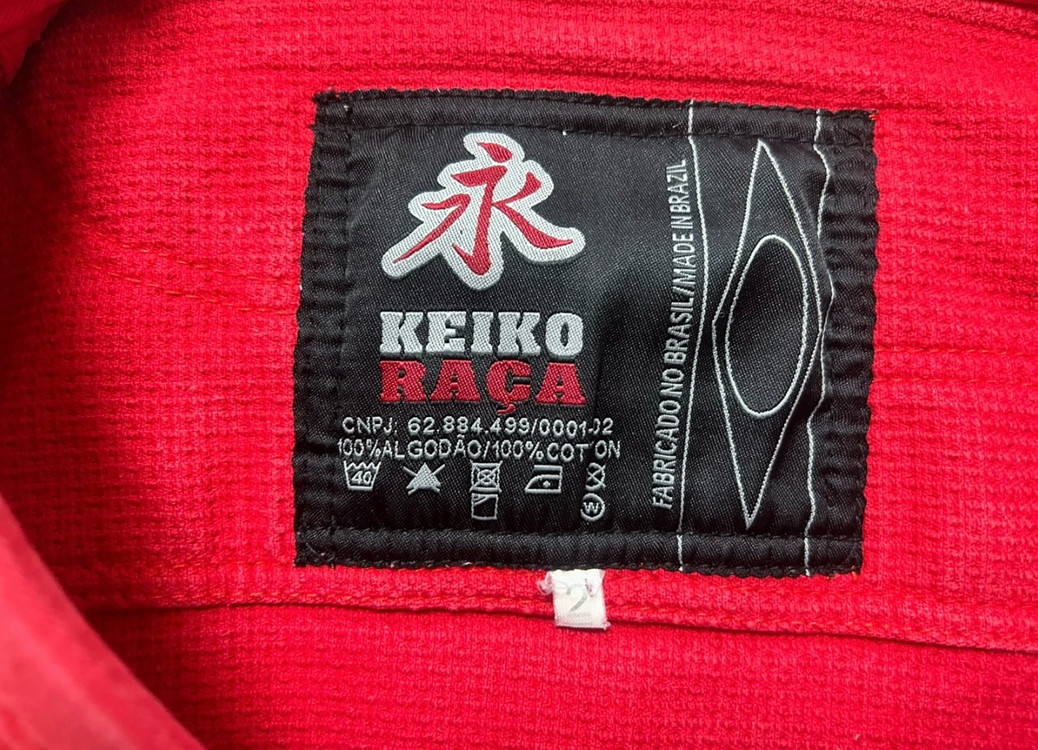 永
KEIKO
RAÇA
CNPJ: 62.884.499/0001-02
100%ALGODÃO/100%COTTON
40
W
FABRICADO NO BRASIL/MADE IN BRAZIL
2